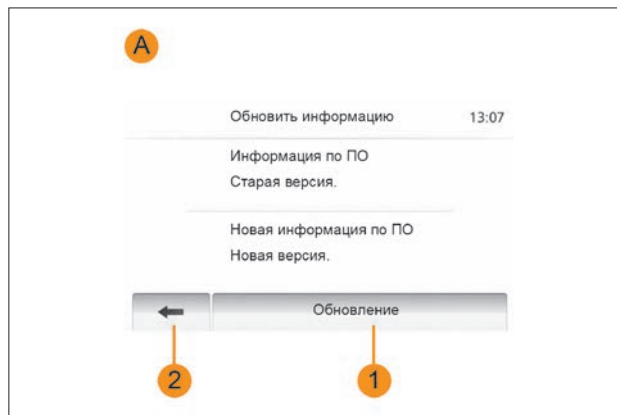 A
Обновить информацию 13:07
Информация по ПО
Старая версия.
Новая информация по ПО
Новая версия.
Обновление
2 1